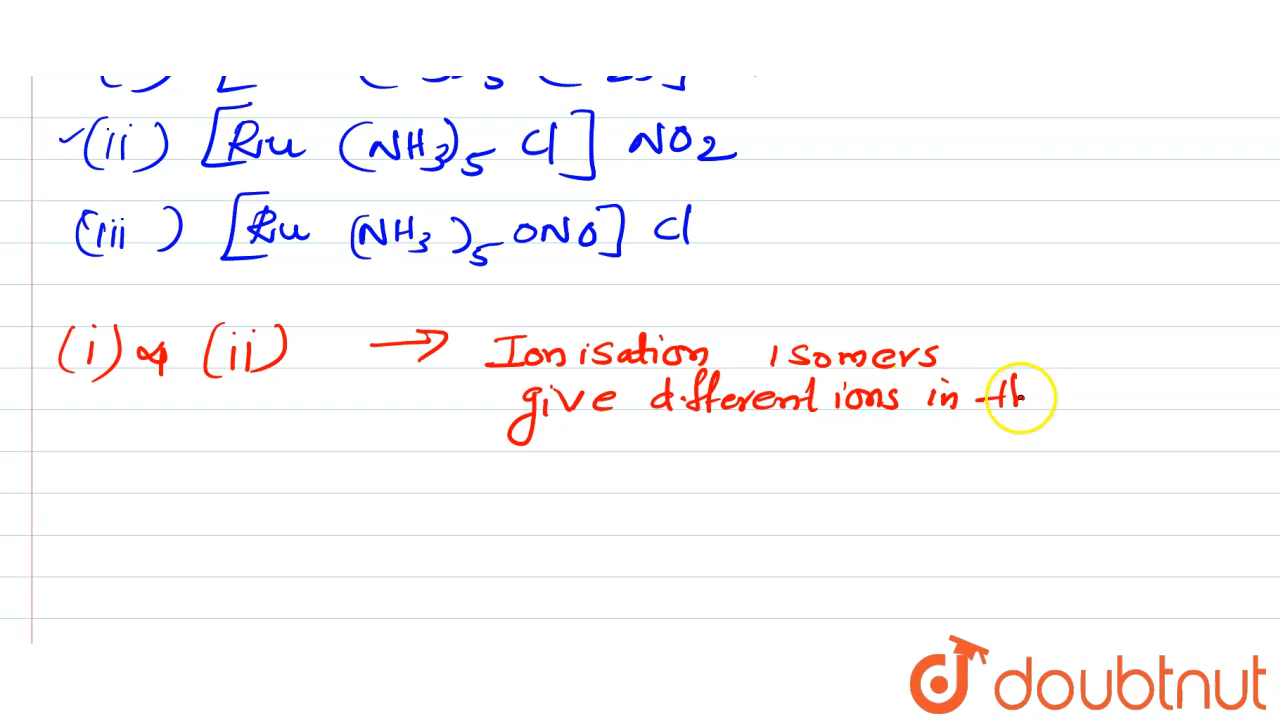 (ii) [Ru (NH3)5 Cl] NO2
(iii) [Ru (NH3)5 ONO] Cl
(i) & (ii) → Ionisation isomers
give different ions in th
doubtnut